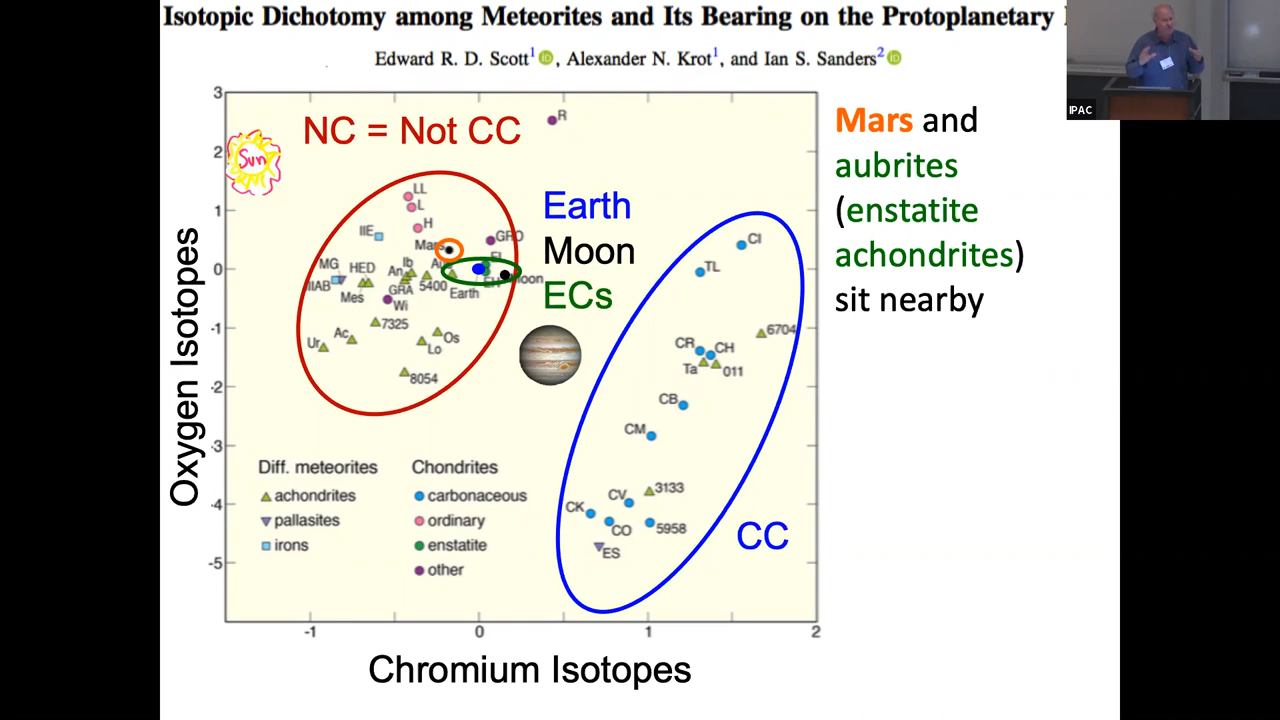 Isotopic Dichotomy among Meteorites and Its Bearing on the Protoplanetary
Edward R. D. Scott1, Alexander N. Krot1, and Ian S. Sanders2
IPAC
NC = Not CC
Sun
Mars and
aubrites
(enstatite
achondrites)
sit nearby
Earth
Moon
ECs
CC
Oxygen Isotopes
3
2
1
0
-1
-2
-3
-4
-5
R
LL
L
H
IIE
Mars
GRO
MG
HED
An
Ib
IIAB
Mes
GRA
5400
Earth
Wi
7325
Ur
Ac
Os
Lo
8054
CI
TL
6704
CR
CH
Ta
011
CB
CM
3133
CV
CK
CO
5958
ES
Diff. meteorites
achondrites
pallasites
irons
Chondrites
carbonaceous
ordinary
enstatite
other
-1
0
1
2
Chromium Isotopes